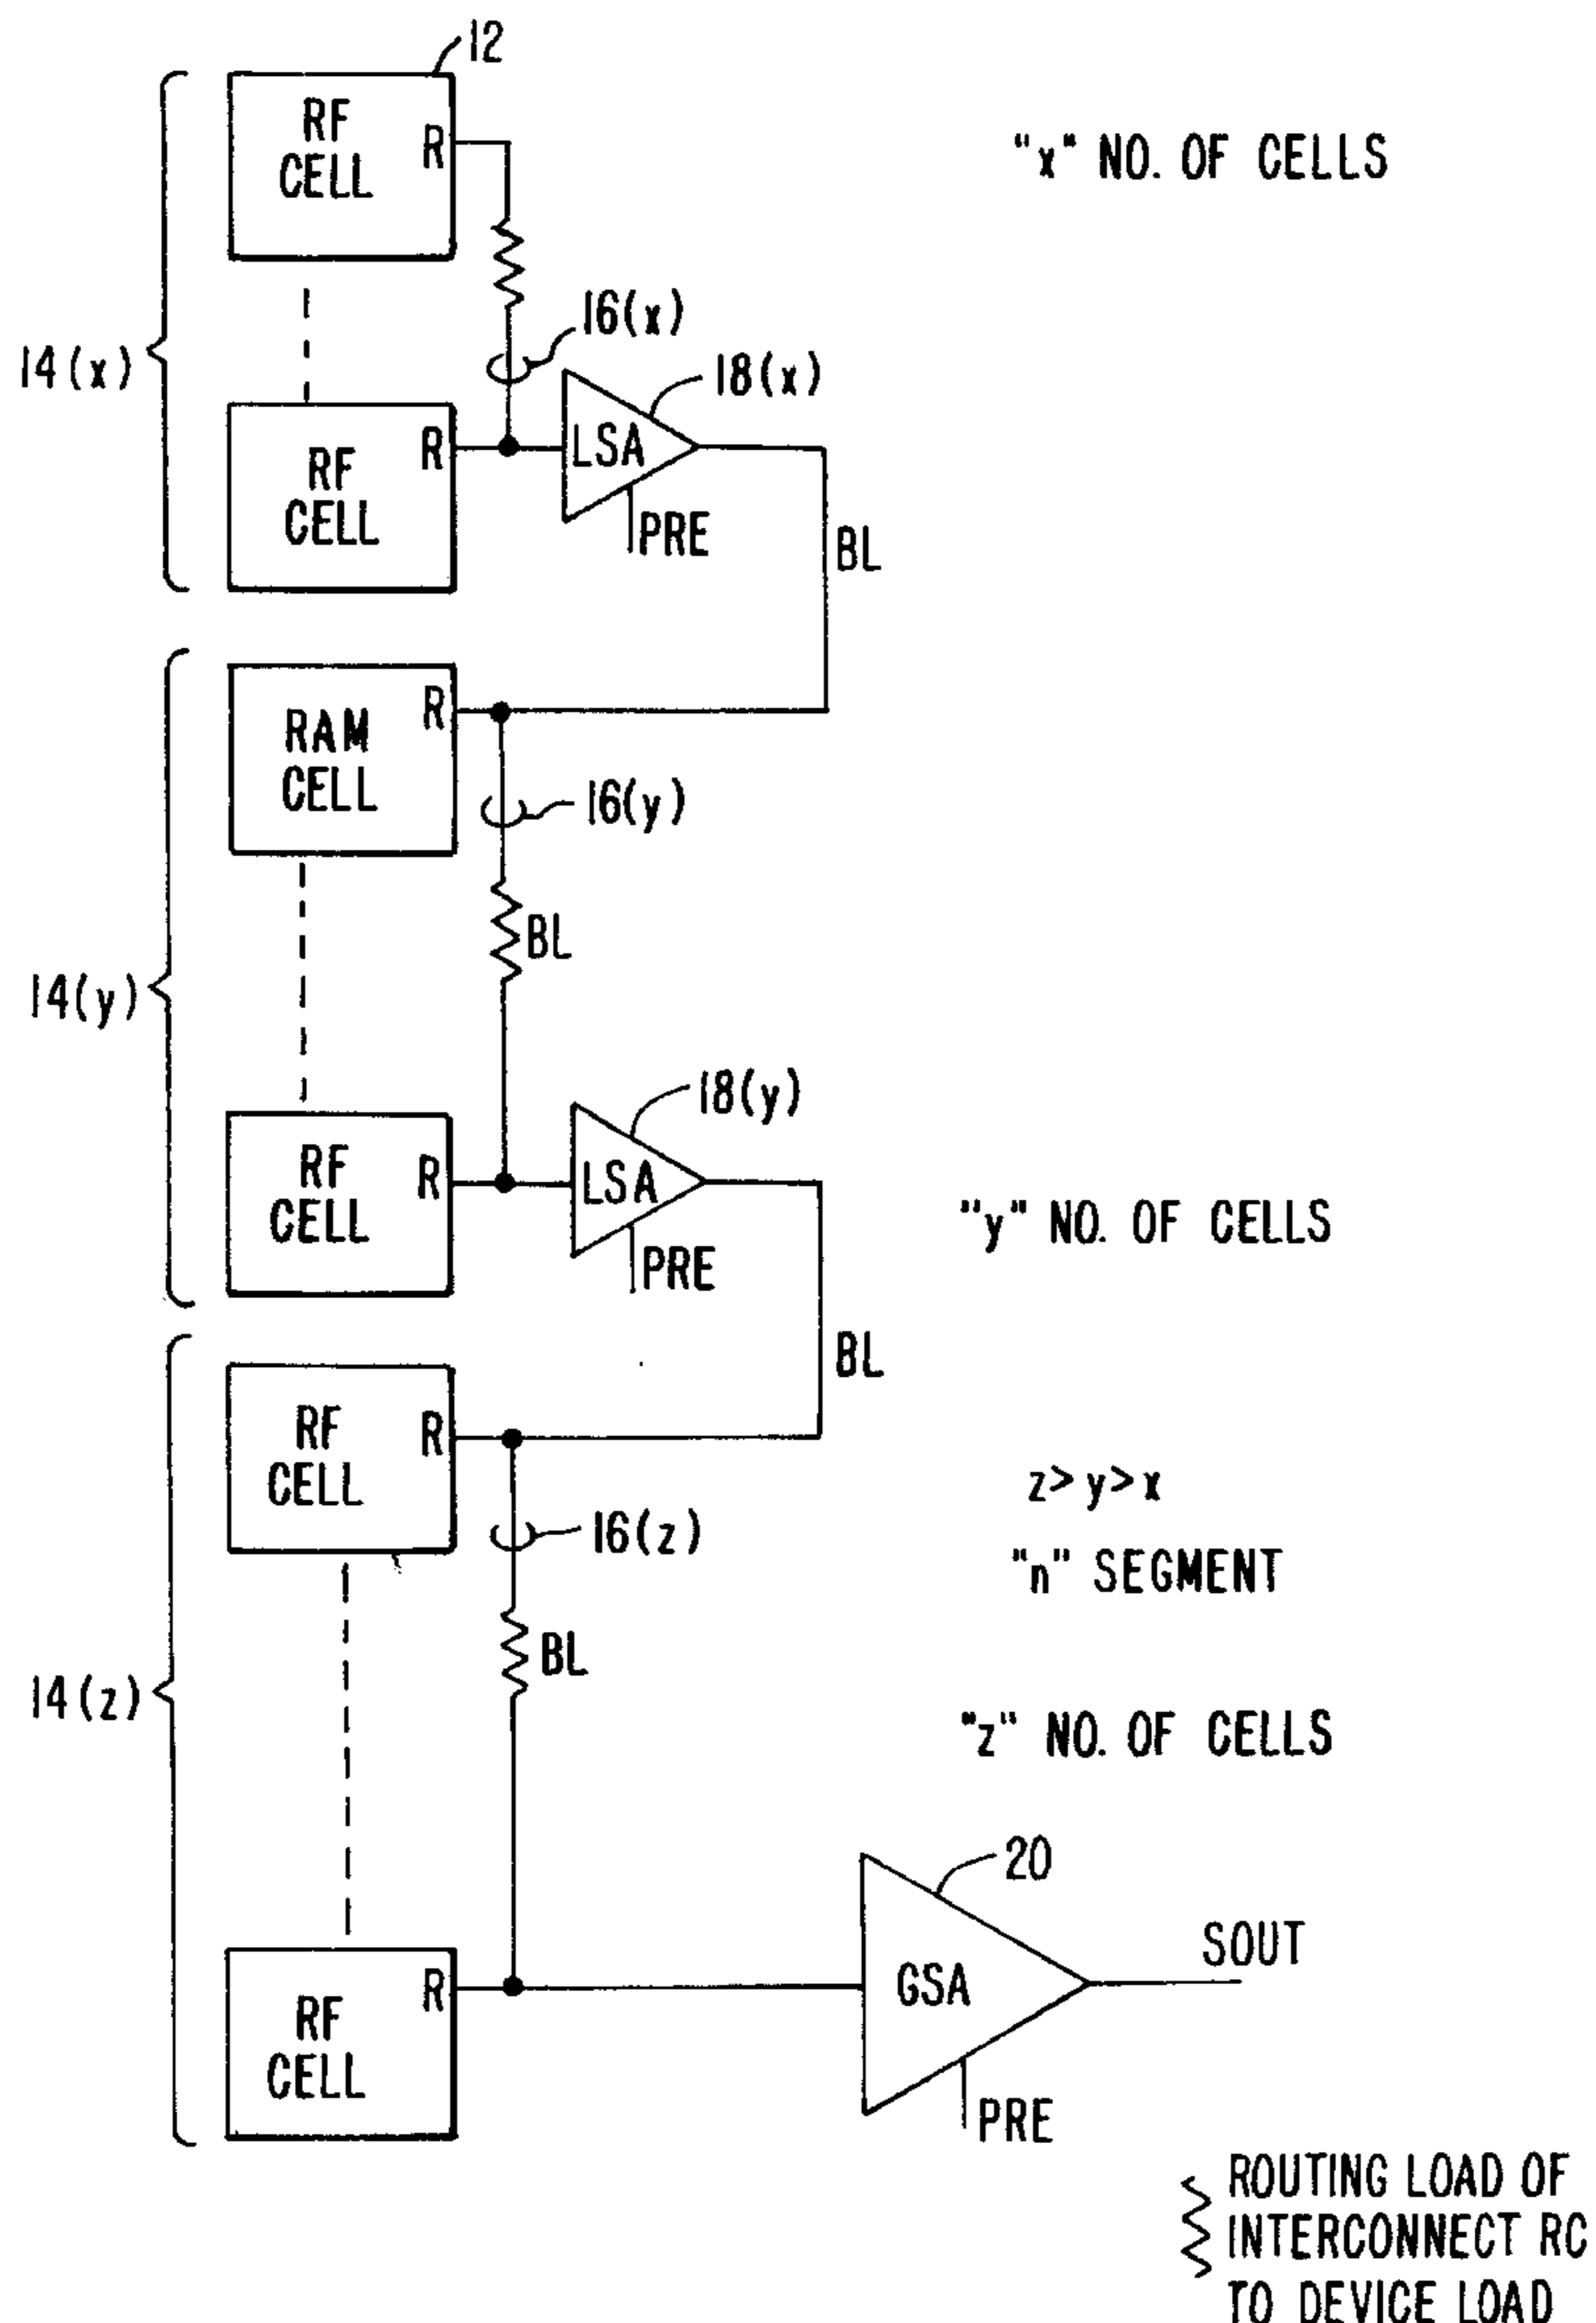 12
RF
CELL
R
"x" NO. OF CELLS
16(x)
14(x)
18(x)
LSA
R
RF
CELL
PRE
BL
RAM
CELL
R
16(y)
BL
14(y)
18(y)
RF
CELL
R
LSA
"y" NO. OF CELLS
PRE
BL
RF
CELL
R
z>y>x
16(z)
"n" SEGMENT
BL
14(z)
"z" NO. OF CELLS
20
SOUT
GSA
R
RF
CELL
PRE
ROUTING LOAD OF
INTERCONNECT RC
TO DEVICE LOAD